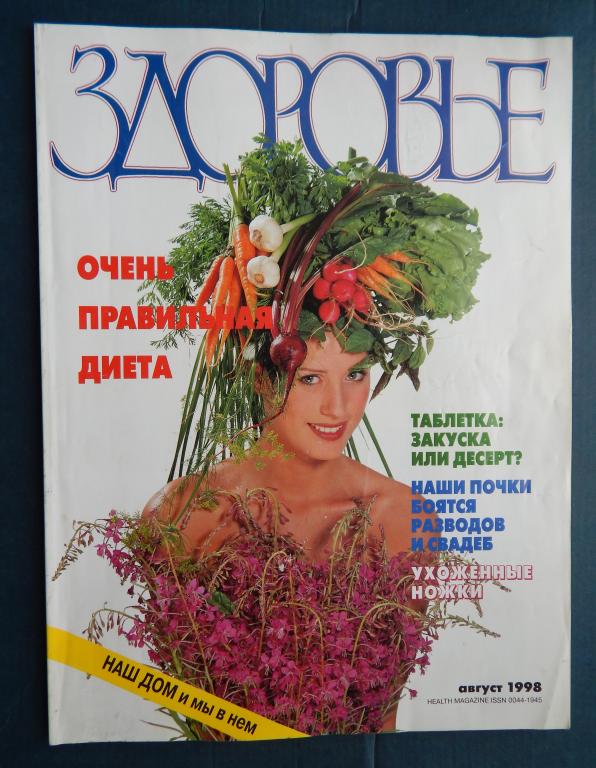 ЗДОРОВЬЕ
ОЧЕНЬ
ПРАВИЛЬНАЯ
ДИЕТА
ТАБЛЕТКА:
ЗАКУСКА
ИЛИ ДЕСЕРТ?
НАШИ ПОЧКИ
БОЯТСЯ
РАЗВОДОВ
И СВАДЕБ
УХОЖЕННЫЕ
НОЖКИ
НАШ ДОМ И МЫ В НЕМ
август 1998
HEALTH MAGAZINE ISSN 0044-1945